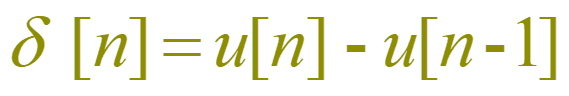 δ [n] = u[n] - u[n-1]